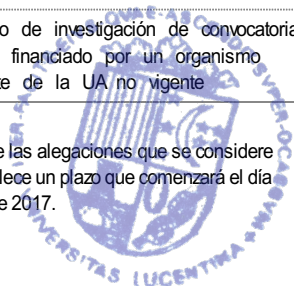 o de investigación de convocatoria
financiado por un organismo
te de la UA no vigente
e las alegaciones que se considere
lece un plazo que comenzará el día
e 2017.
UNIVERSITAS LUCENTINA